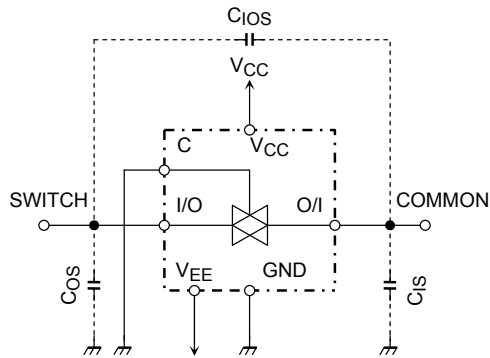 CIOS
VCC
C
VCC
SWITCH
I/O
O/I
COMMON
COS
VEE
GND
CIS